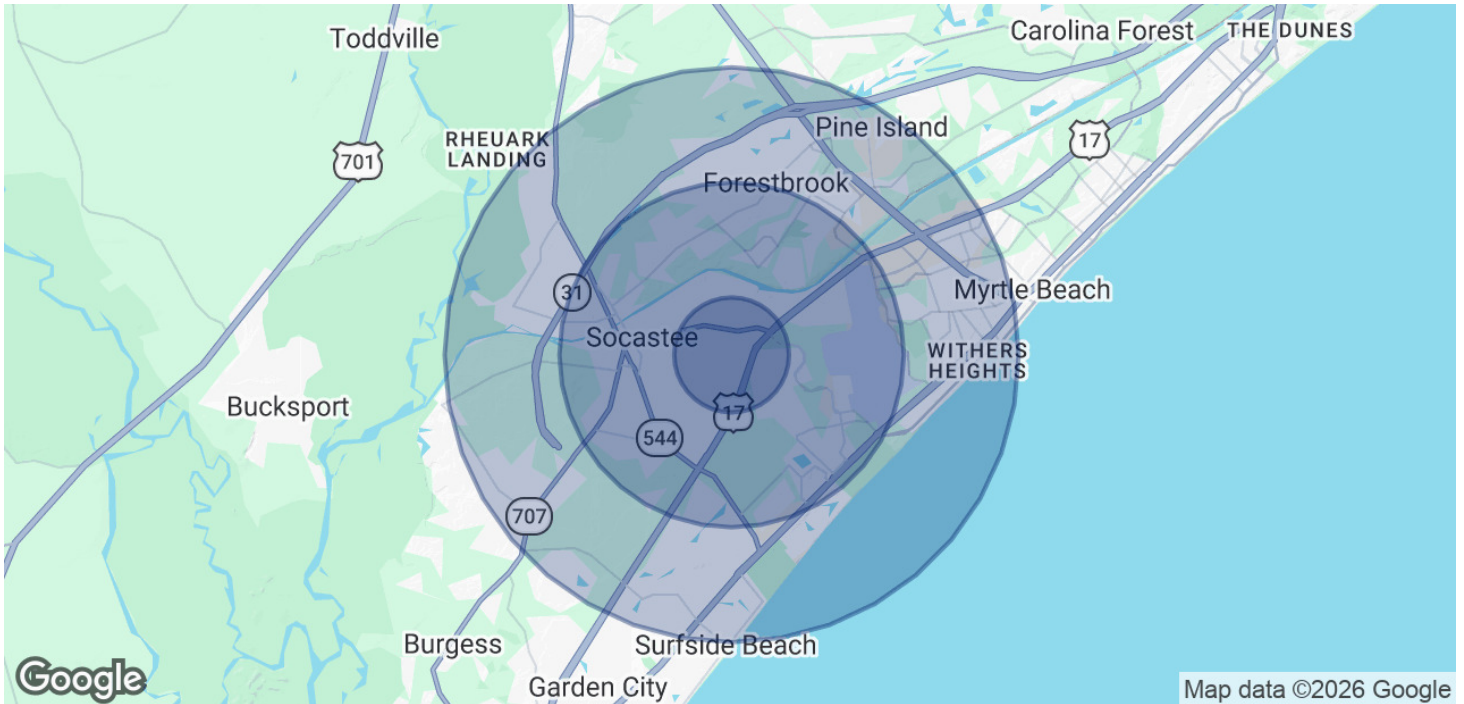 Toddville
Carolina Forest
THE DUNES
RHEUARK
LANDING
701
Pine Island
17
Forestbrook
31
Myrtle Beach
Socastee
WITHERS
HEIGHTS
Bucksport
17
544
707
Burgess
Surfside Beach
Garden City
Google
Map data ©2026 Google